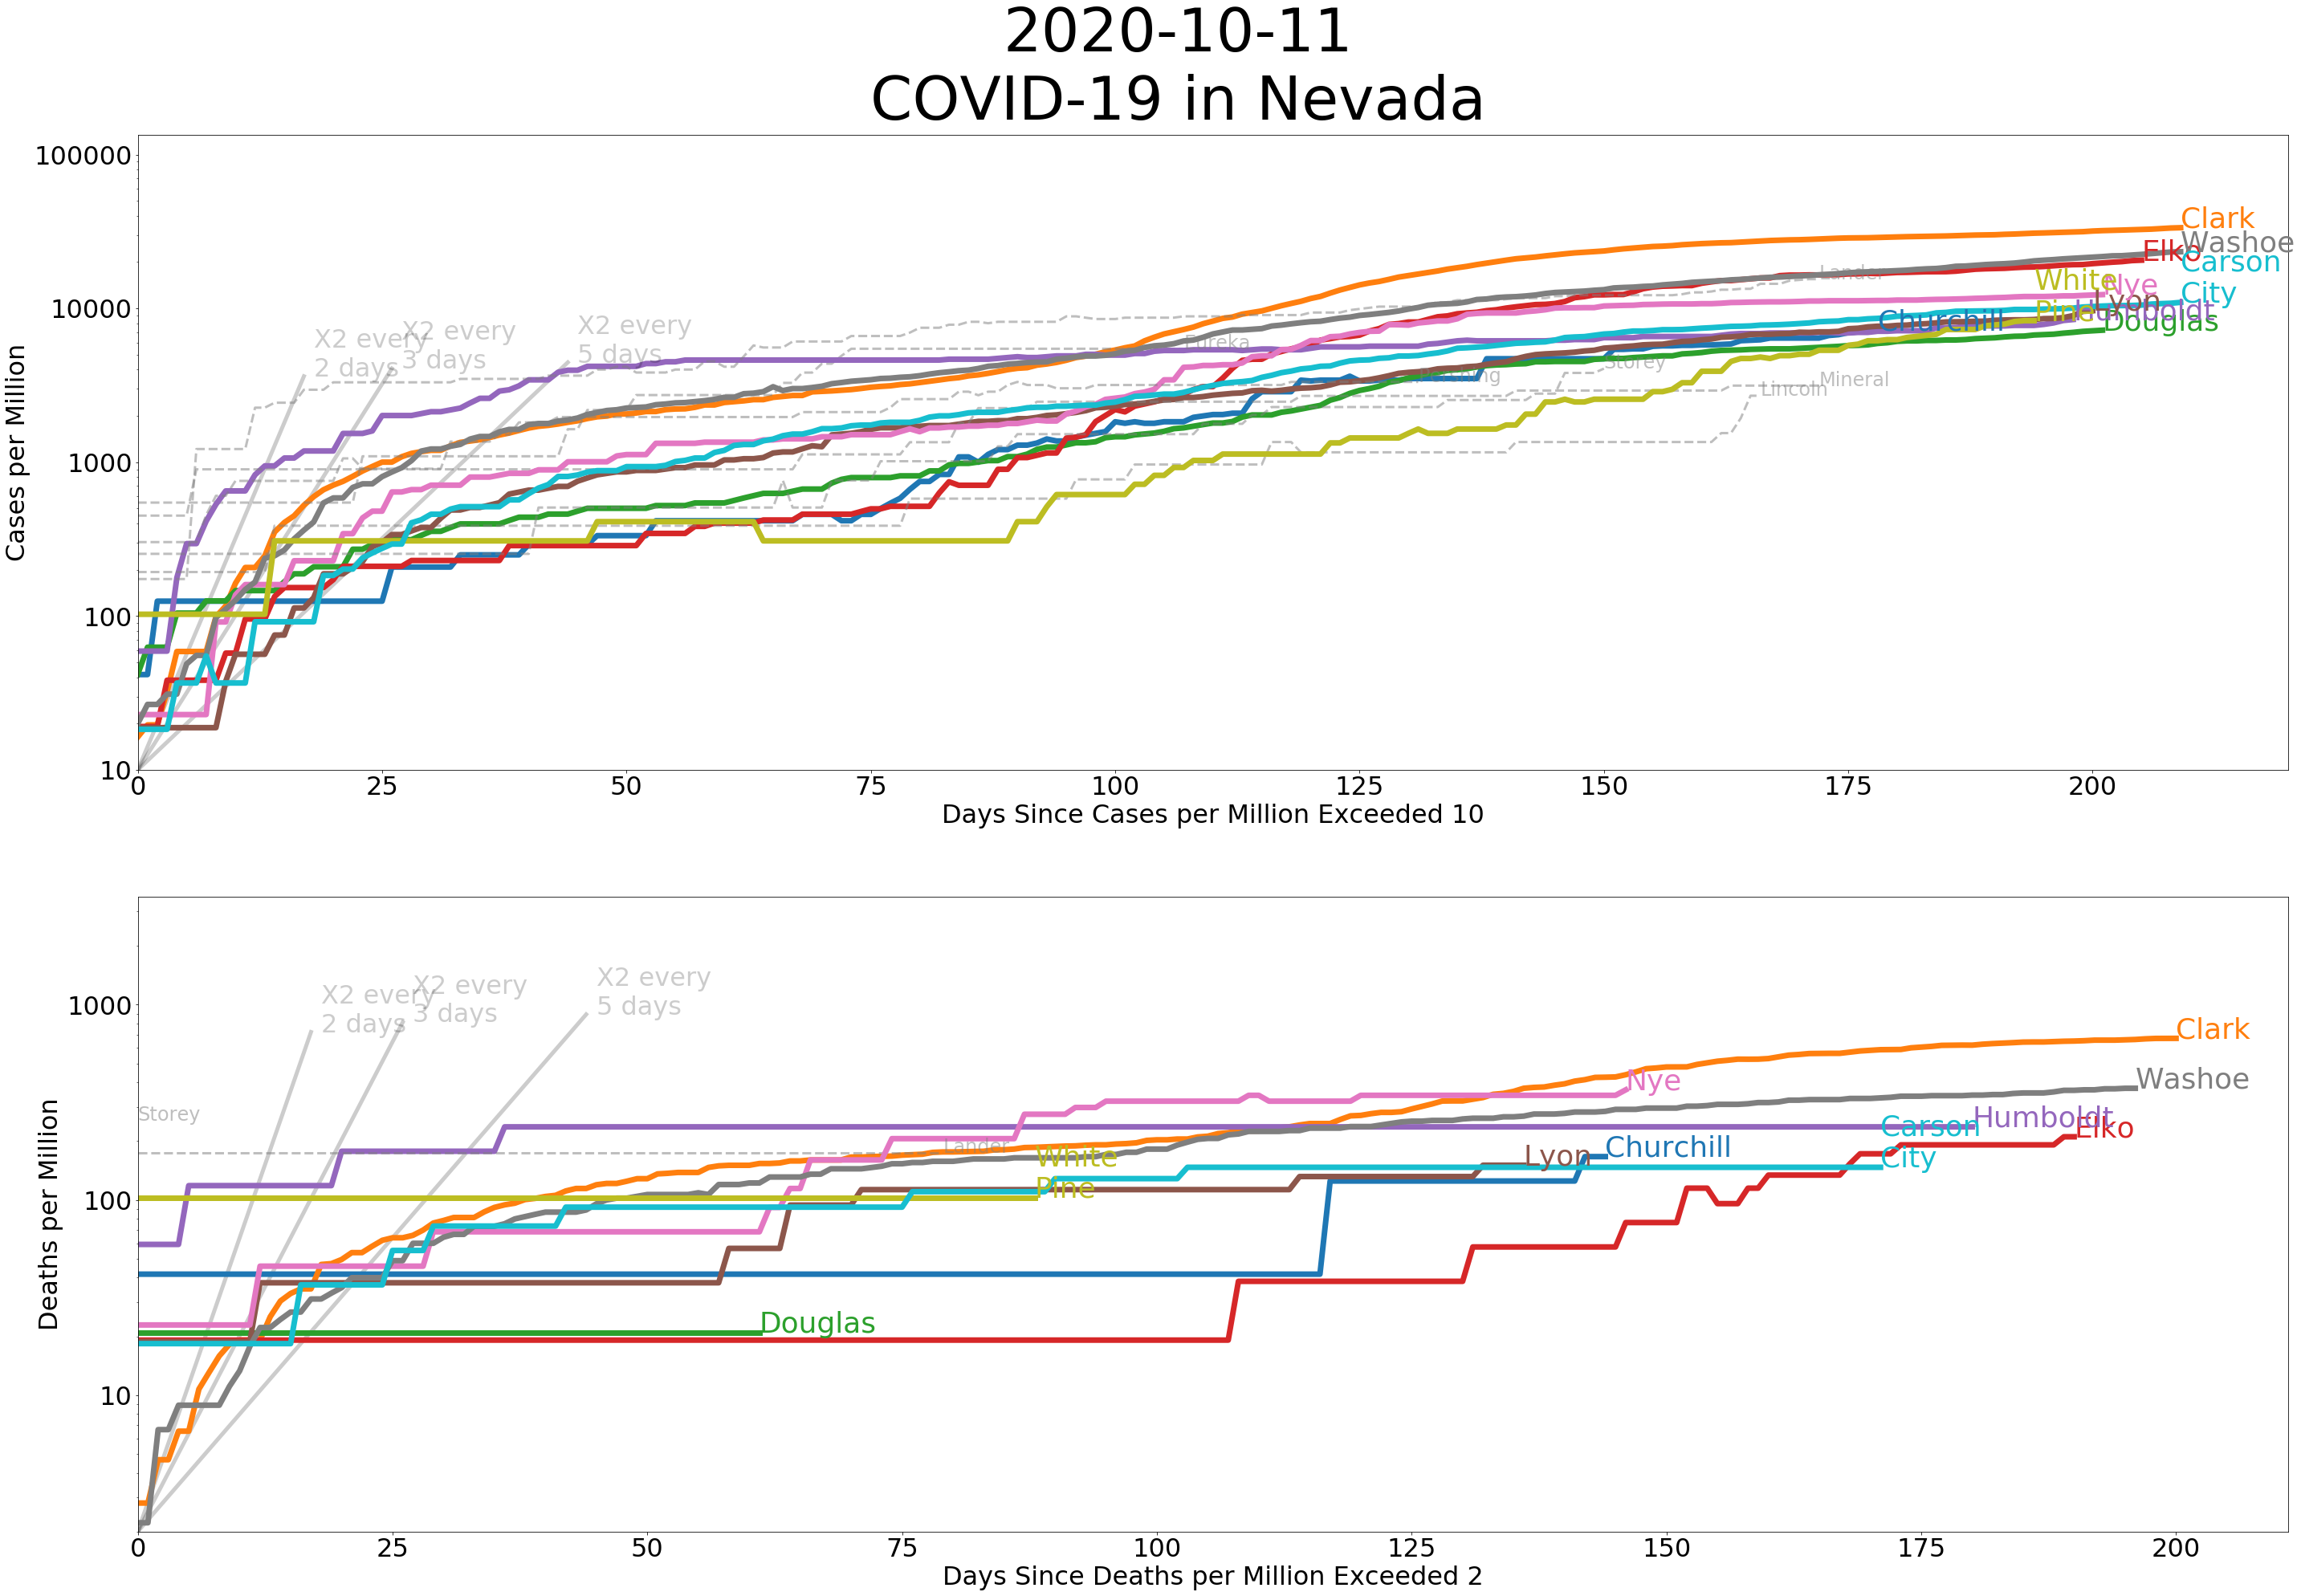 2020-10-11
COVID-19 in Nevada
100000
10000
1000
100
10
Cases per Million
X2 every
2 days
X2 every
3 days
X2 every
5 days
Clark
Washoe
Elko
Carson
City
Lander
White
Pine
Nye
Lyon
Humboldt
Churchill
Douglas
Eureka
Storey
Pershing
Mineral
Lincoln
0
25
50
75
100
125
150
175
200
Days Since Cases per Million Exceeded 10
1000
100
10
Deaths per Million
X2 every
2 days
X2 every
3 days
X2 every
5 days
Clark
Nye
Washoe
Storey
Humboldt
Carson
City
Elko
Lander
White
Pine
Lyon
Churchill
Douglas
0
25
50
75
100
125
150
175
200
Days Since Deaths per Million Exceeded 2